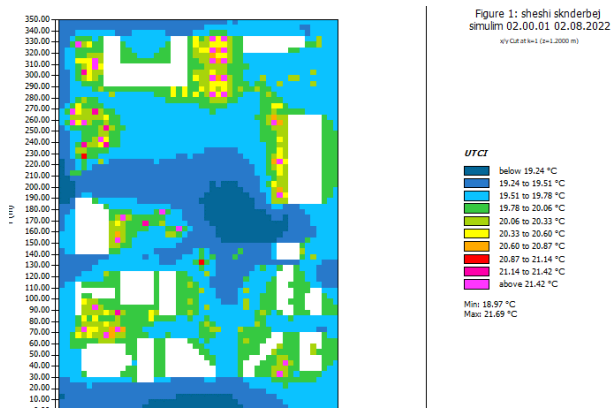 Figure 1: sheshi sknderbej
simulim 02.00.01 02.08.2022
x/y Cut at k=1 (z=1.2000 m)
350.00
340.00
330.00
320.00
310.00
300.00
290.00
280.00
270.00
260.00
250.00
240.00
230.00
220.00
210.00
200.00
190.00
180.00
170.00
160.00
150.00
140.00
130.00
120.00
110.00
100.00
90.00
80.00
70.00
60.00
50.00
40.00
30.00
20.00
10.00
0.00
Y (m)
UTCI
below 19.24 °C
19.24 to 19.51 °C
19.51 to 19.78 °C
19.78 to 20.06 °C
20.06 to 20.33 °C
20.33 to 20.60 °C
20.60 to 20.87 °C
20.87 to 21.14 °C
21.14 to 21.42 °C
above 21.42 °C
Min: 18.97 °C
Max: 21.69 °C